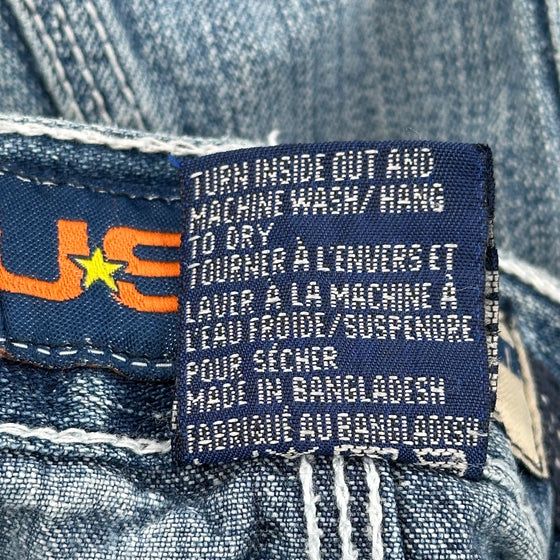 US
TURN INSIDE OUT AND
MACHINE WASH/ HANG
TO DRY
TOURNER À L'ENVERS ET
LAVER À LA MACHINE À
L'EAU FROIDE/SUSPENDRE
POUR SÉCHER
MADE IN BANGLADESH
FABRIQUÉ AU BANGLADESH